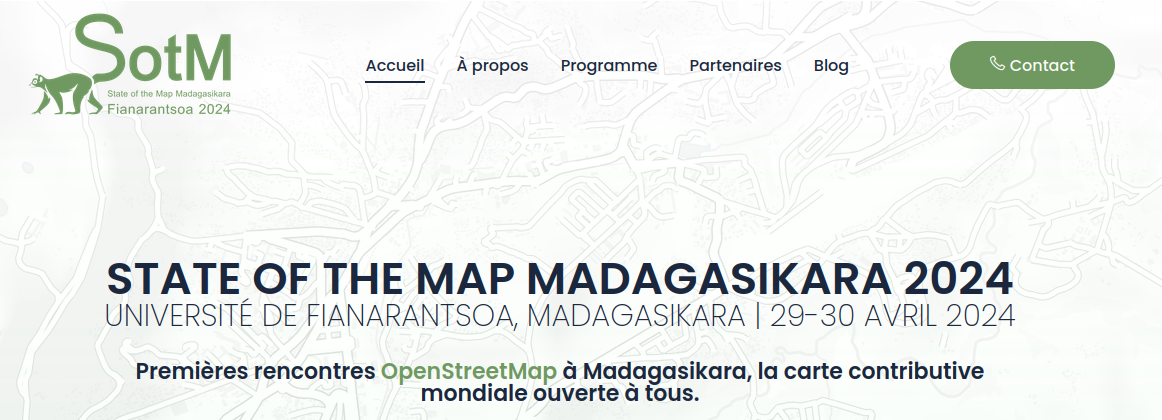 SotM
State of the Map Madagasikara
Fianarantsoa 2024
Accueil
À propos
Programme
Partenaires
Blog
Contact
STATE OF THE MAP MADAGASIKARA 2024
UNIVERSITÉ DE FIANARANTSOA, MADAGASIKARA | 29-30 AVRIL 2024
Premières rencontres OpenStreetMap à Madagasikara, la carte contributive
mondiale ouverte à tous.